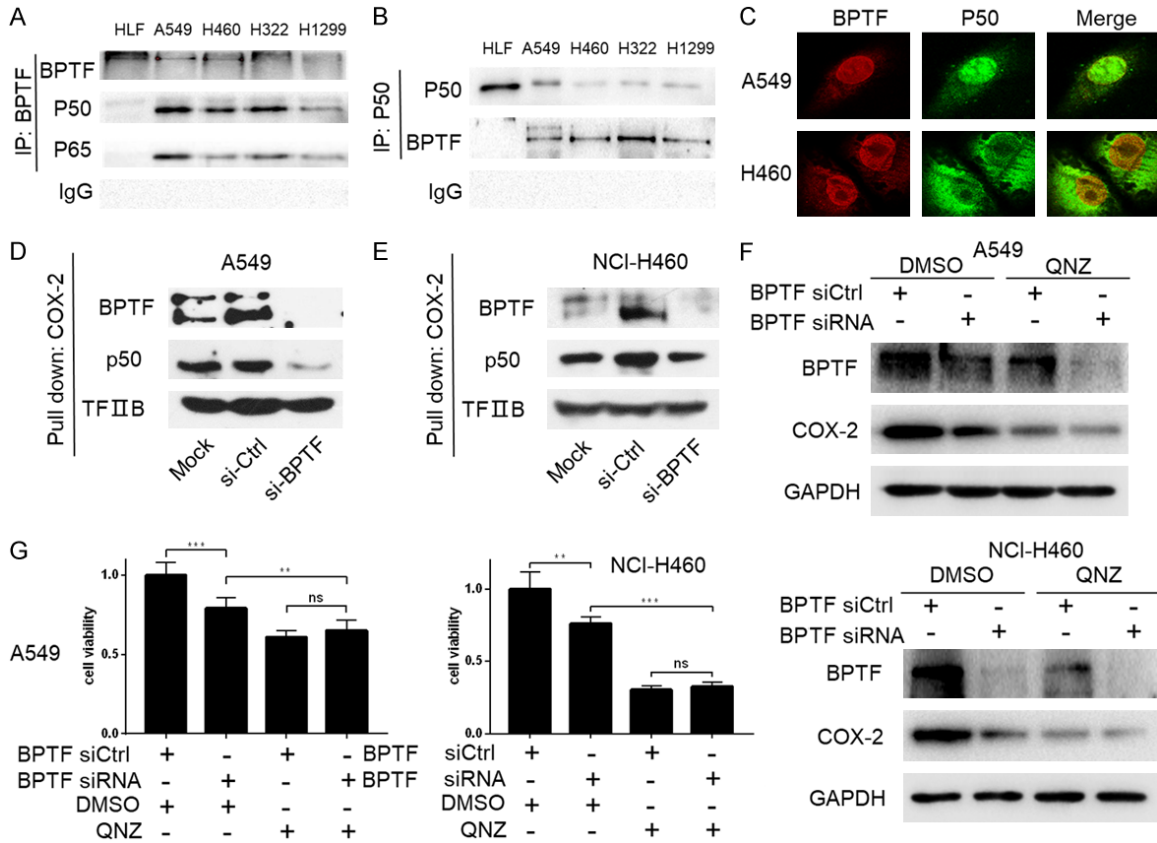 A
HLF A549 H460 H322 H1299
IP: BPTF
BPTF
P50
P65
IgG
B
HLF A549 H460 H322 H1299
IP: P50
P50
BPTF
IgG
C
BPTF P50 Merge
A549
H460
D
A549
Pull down: COX-2
BPTF
p50
TFⅡB
Mock si-Ctrl si-BPTF
E
NCI-H460
Pull down: COX-2
BPTF
p50
TFⅡB
Mock si-Ctrl si-BPTF
F
A549
DMSO QNZ
BPTF siCtrl + - + -
BPTF siRNA - + - +
BPTF
COX-2
GAPDH
NCI-H460
DMSO QNZ
BPTF siCtrl + - + -
BPTF siRNA - + - +
BPTF
COX-2
GAPDH
G
A549
cell viability
1.0
0.5
0.0
***
**
ns
BPTF siCtrl + - + -
BPTF siRNA - + - +
DMSO + + - -
QNZ - - + +
NCI-H460
cell viability
1.0
0.5
0.0
**
***
ns
BPTF siCtrl + - + -
BPTF siRNA - + - +
DMSO + + - -
QNZ - - + +